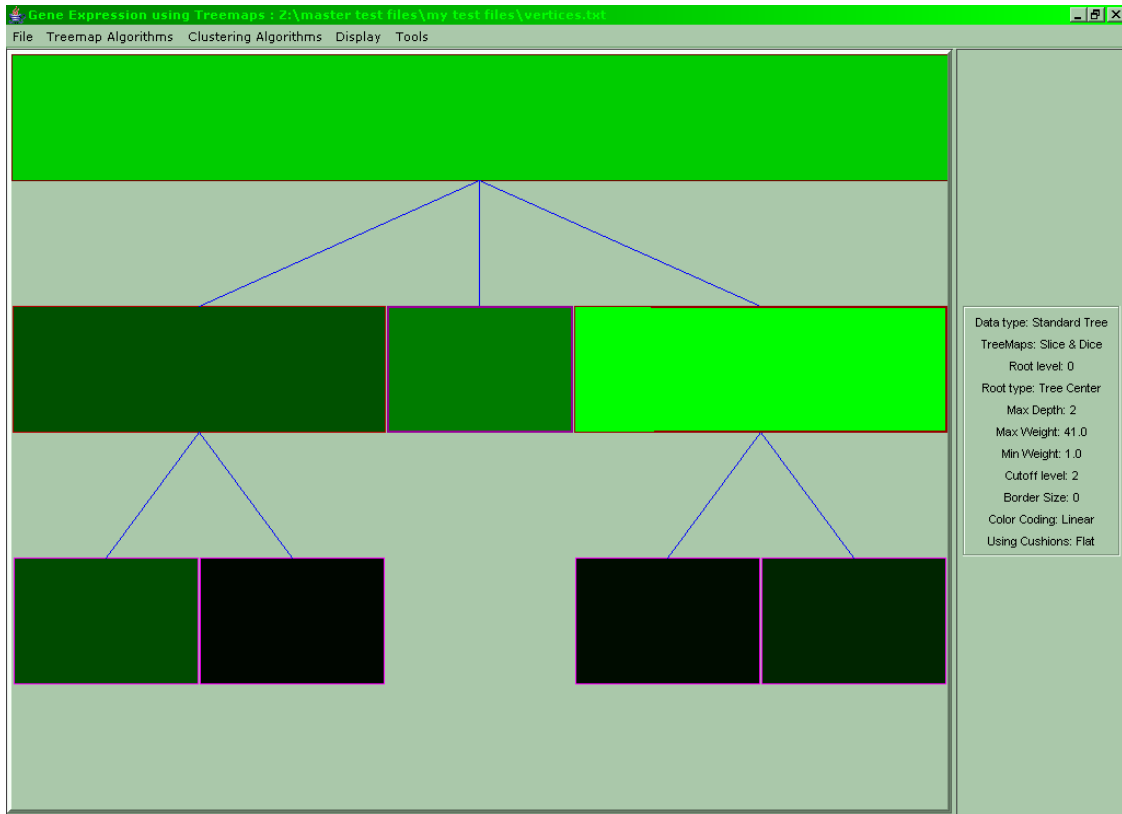 Gene Expression using Treemaps : Z:\master test files\my test files\vertices.txt
File Treemap Algorithms Clustering Algorithms Display Tools
Data type: Standard Tree
TreeMaps: Slice & Dice
Root level: 0
Root type: Tree Center
Max Depth: 2
Max Weight: 41.0
Min Weight: 1.0
Cutoff level: 2
Border Size: 0
Color Coding: Linear
Using Cushions: Flat